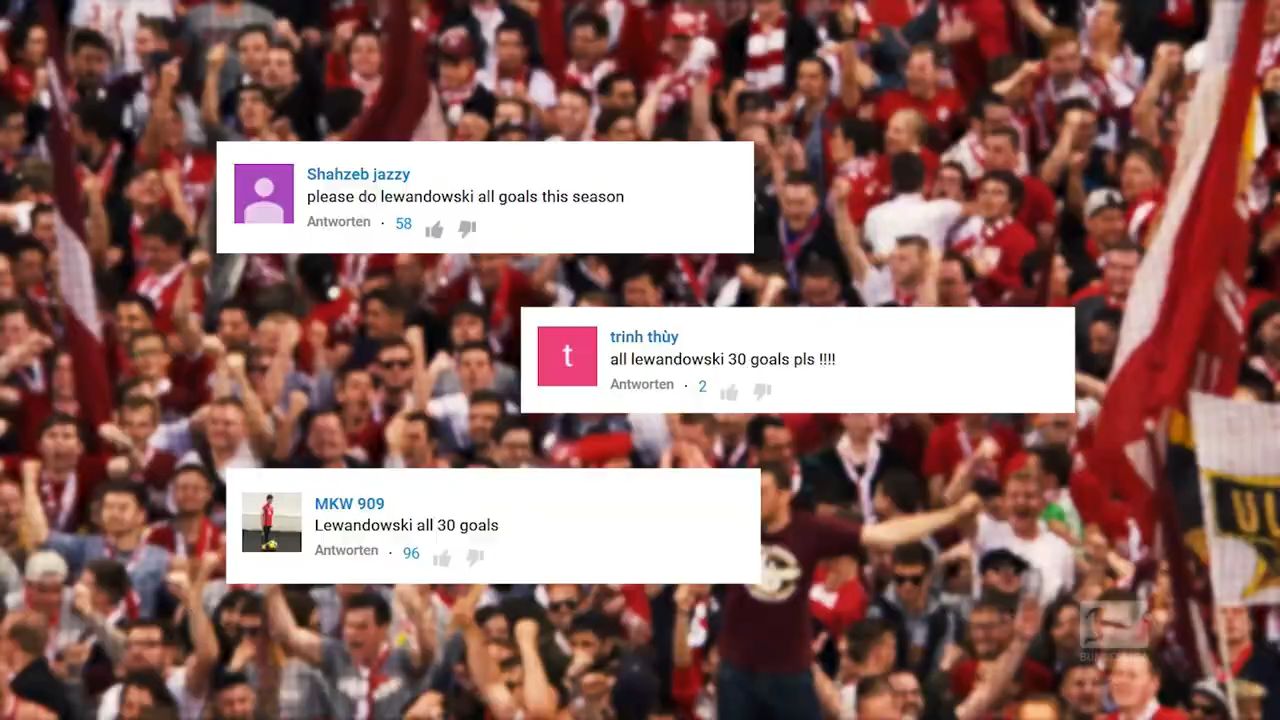 Shahzeb jazzy
please do lewandowski all goals this season
Antworten · 58
t
trinh thùy
all lewandowski 30 goals pls !!!!
Antworten · 2
MKW 909
Lewandowski all 30 goals
Antworten · 96